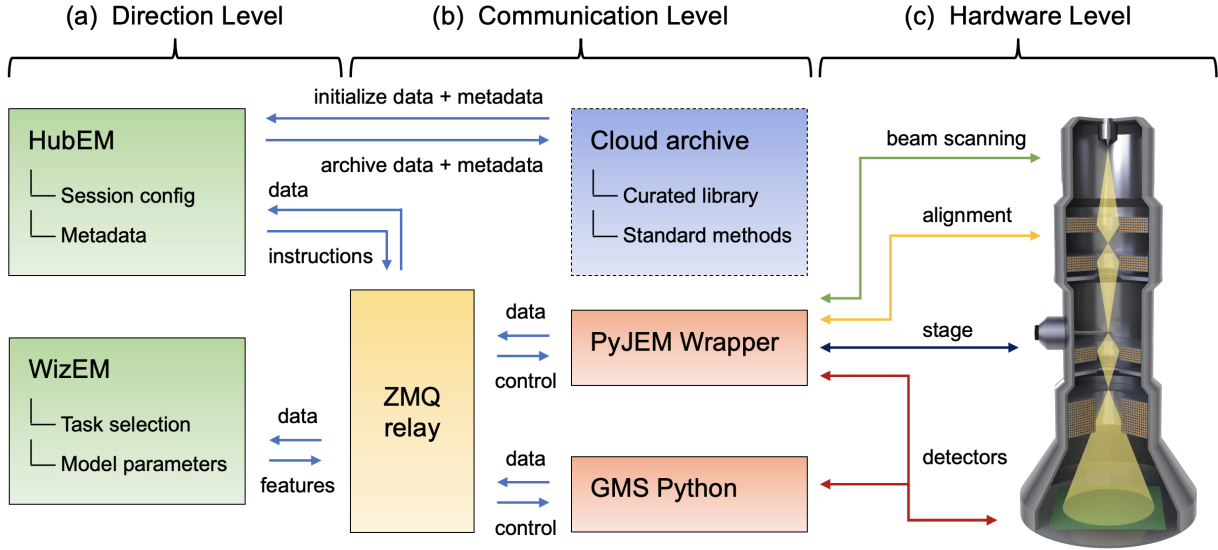 (a) Direction Level
(b) Communication Level
(c) Hardware Level
HubEM
Session config
Metadata
initialize data + metadata
archive data + metadata
data
instructions
Cloud archive
Curated library
Standard methods
WizEM
Task selection
Model parameters
data
features
ZMQ
relay
data
control
PyJEM Wrapper
data
control
GMS Python
beam scanning
alignment
stage
detectors